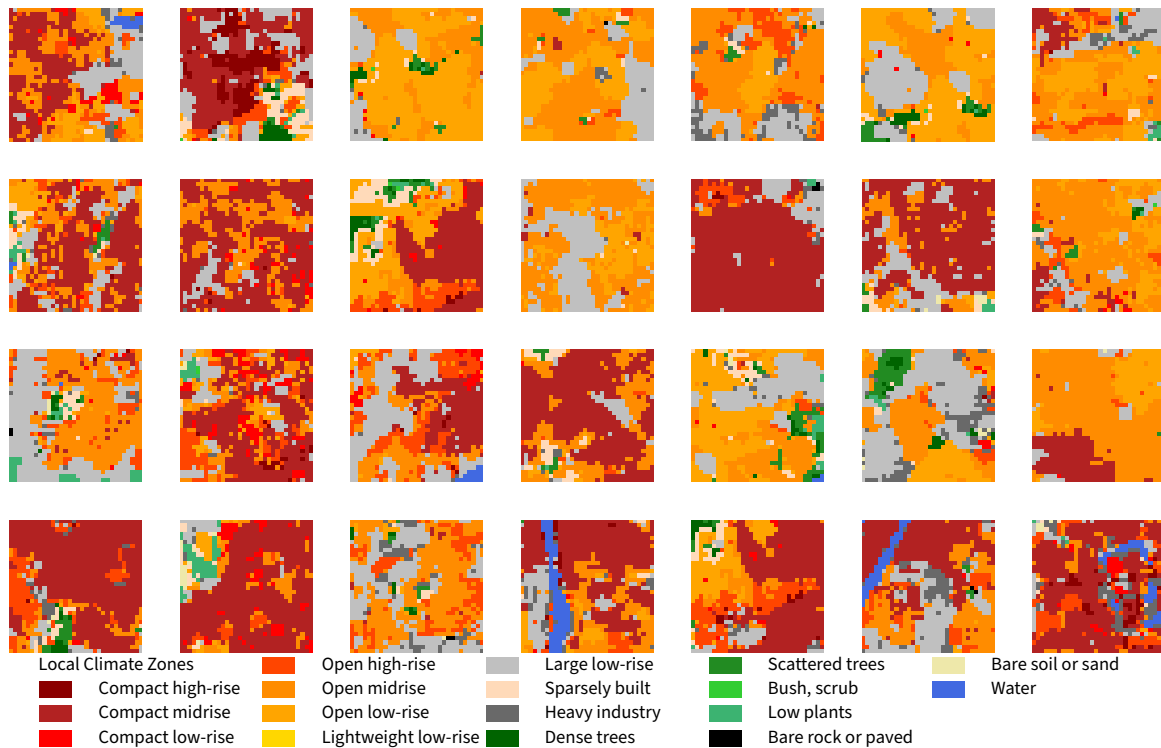 Local Climate Zones
Compact high-rise
Compact midrise
Compact low-rise
Open high-rise
Open midrise
Open low-rise
Lightweight low-rise
Large low-rise
Sparsely built
Heavy industry
Dense trees
Scattered trees
Bush, scrub
Low plants
Bare rock or paved
Bare soil or sand
Water